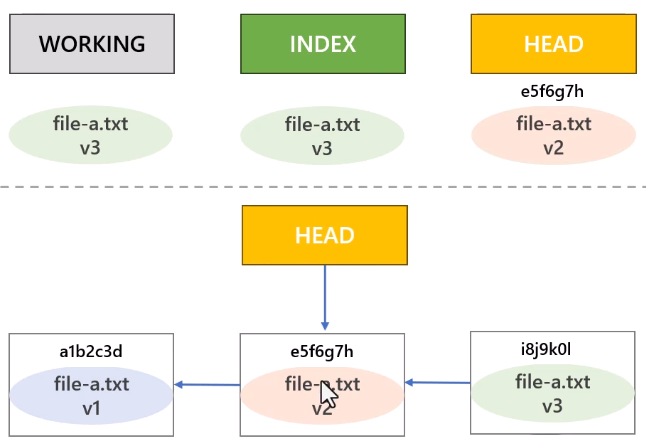 WORKING
INDEX
HEAD
e5f6g7h
file-a.txt
v3
file-a.txt
v3
file-a.txt
v2
HEAD
a1b2c3d
file-a.txt
v1
e5f6g7h
file-a.txt
v2
i8j9k0l
file-a.txt
v3